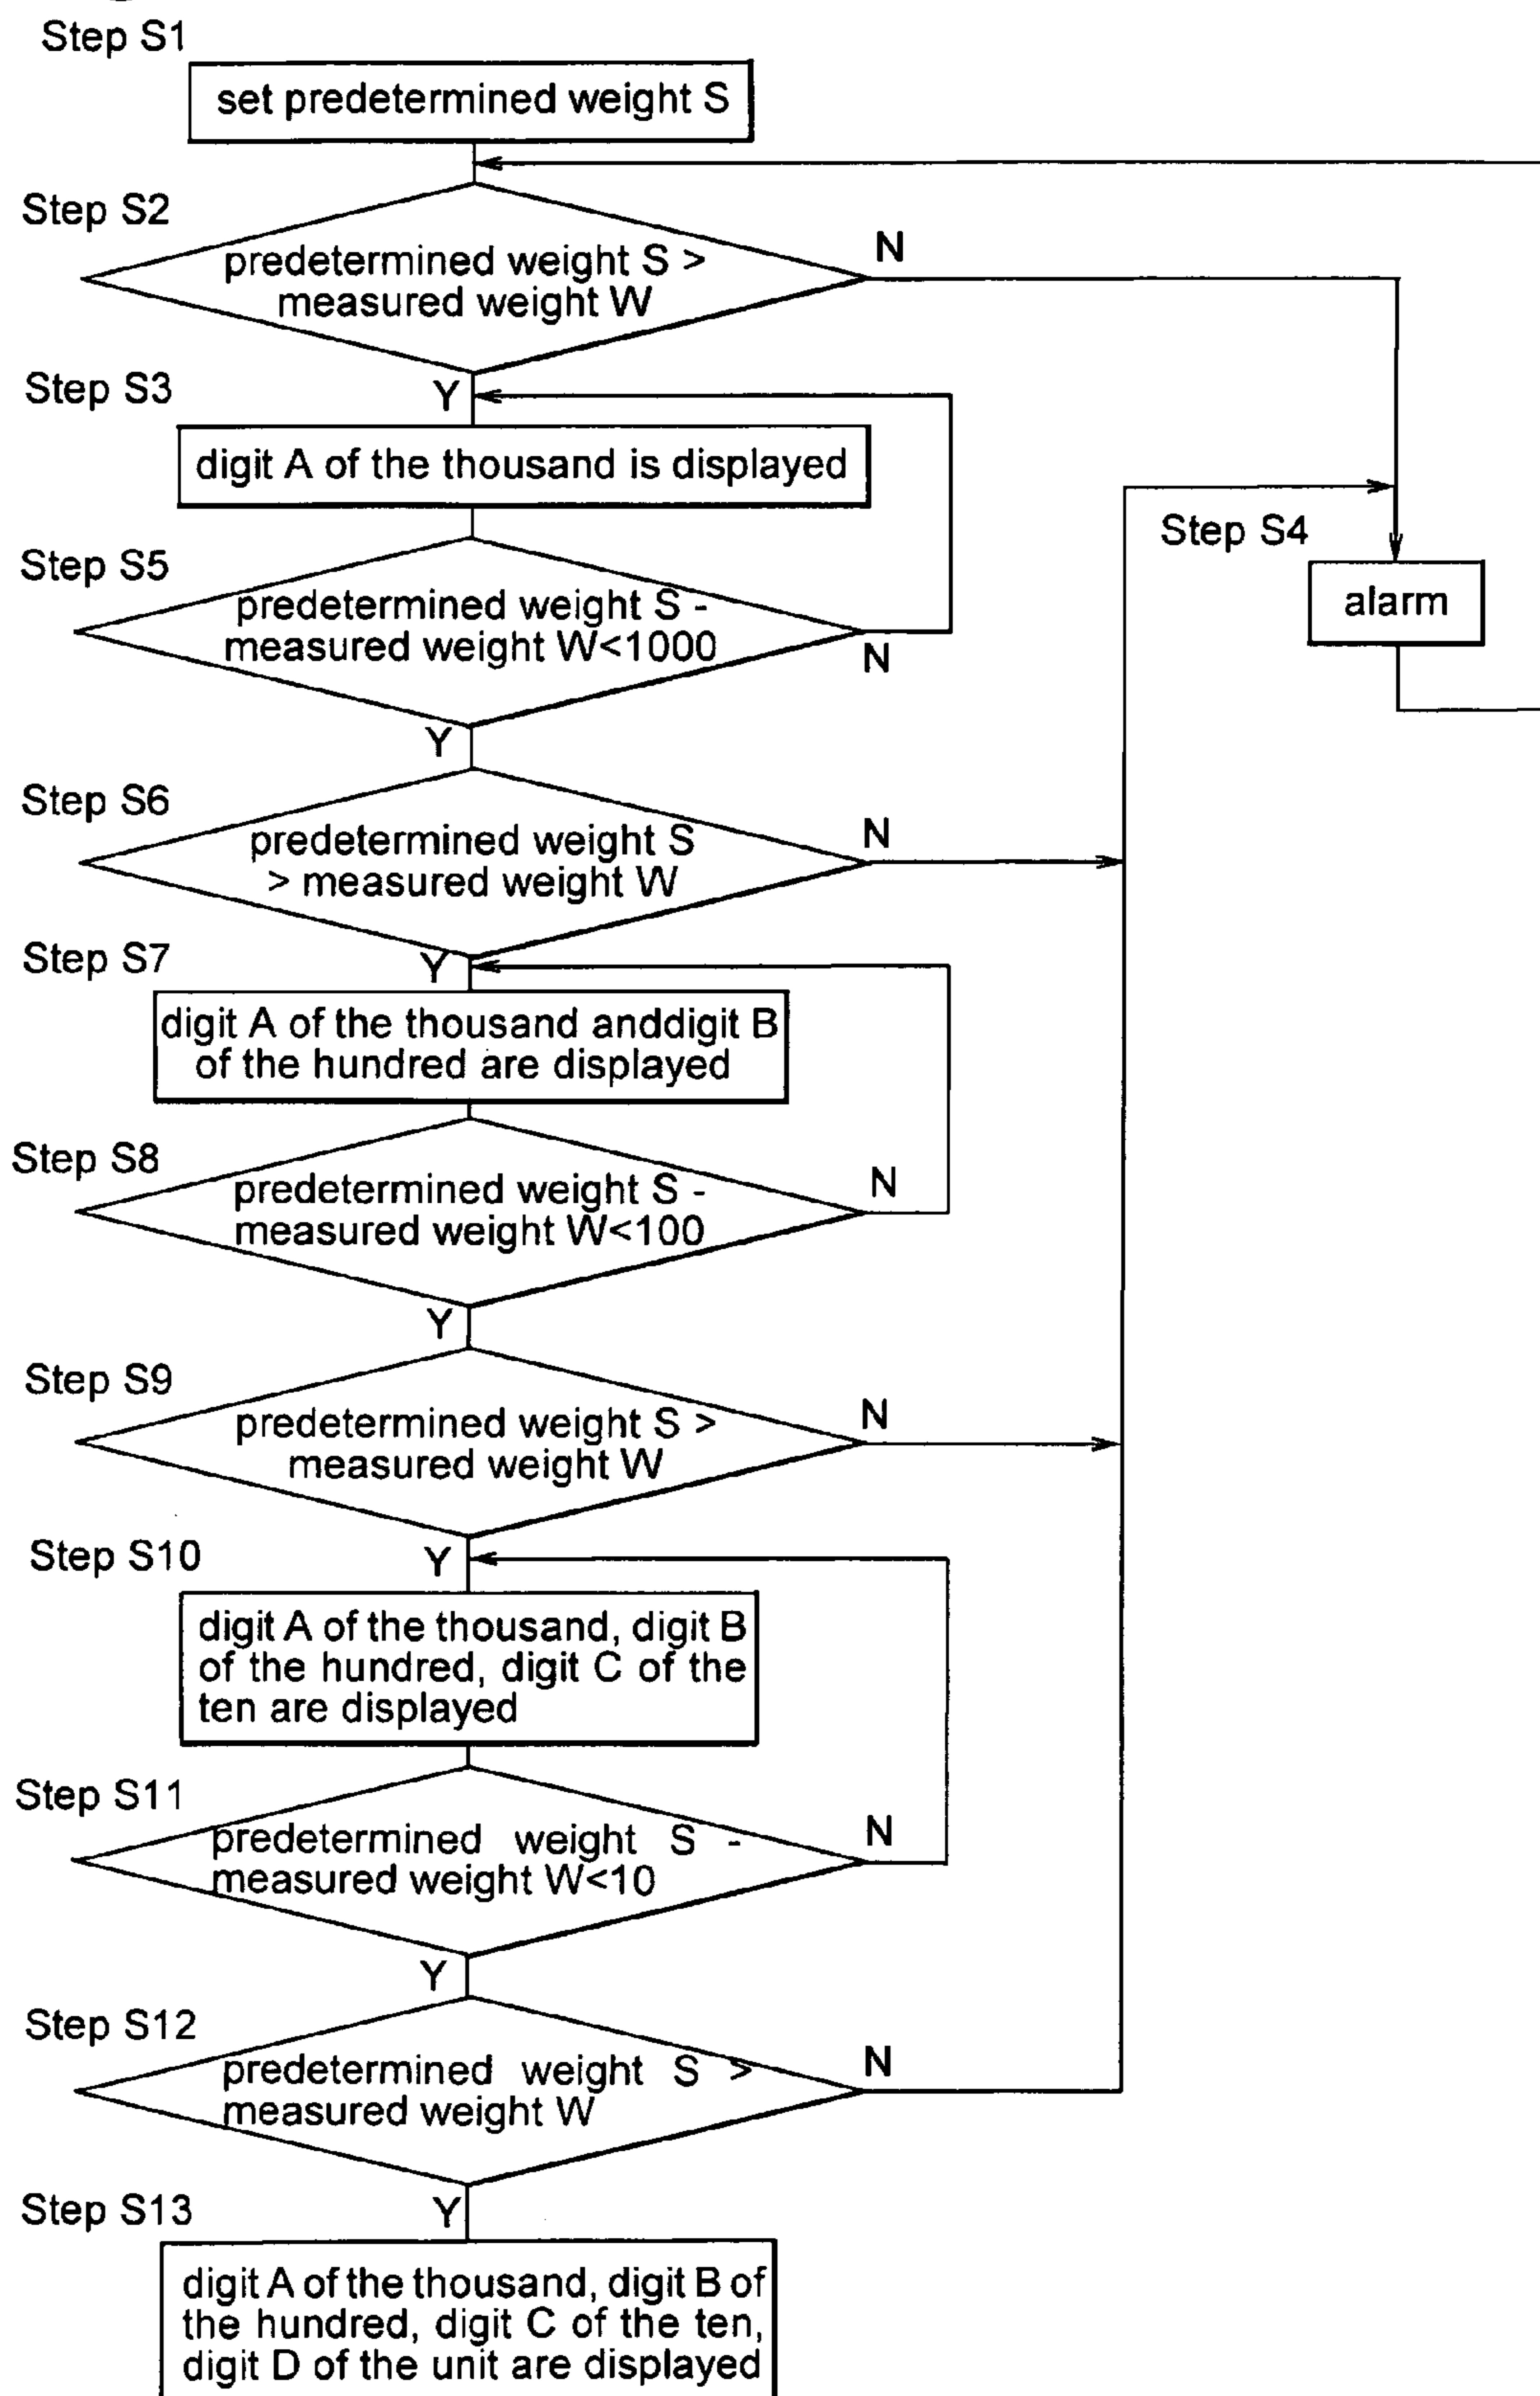 Step S1
set predetermined weight S
Step S2
predetermined weight S >
measured weight W
N
Step S3
Y
digit A of the thousand is displayed
Step S4
alarm
Step S5
predetermined weight S -
measured weight W<1000
N
Y
Step S6
predetermined weight S
> measured weight W
N
Step S7
Y
digit A of the thousand anddigit B
of the hundred are displayed
Step S8
predetermined weight S -
measured weight W<100
N
Y
Step S9
predetermined weight S >
measured weight W
N
Step S10
Y
digit A of the thousand, digit B
of the hundred, digit C of the
ten are displayed
Step S11
predetermined weight S -
measured weight W<10
N
Y
Step S12
predetermined weight S >
measured weight W
N
Step S13
Y
digit A of the thousand, digit B of
the hundred, digit C of the ten,
digit D of the unit are displayed